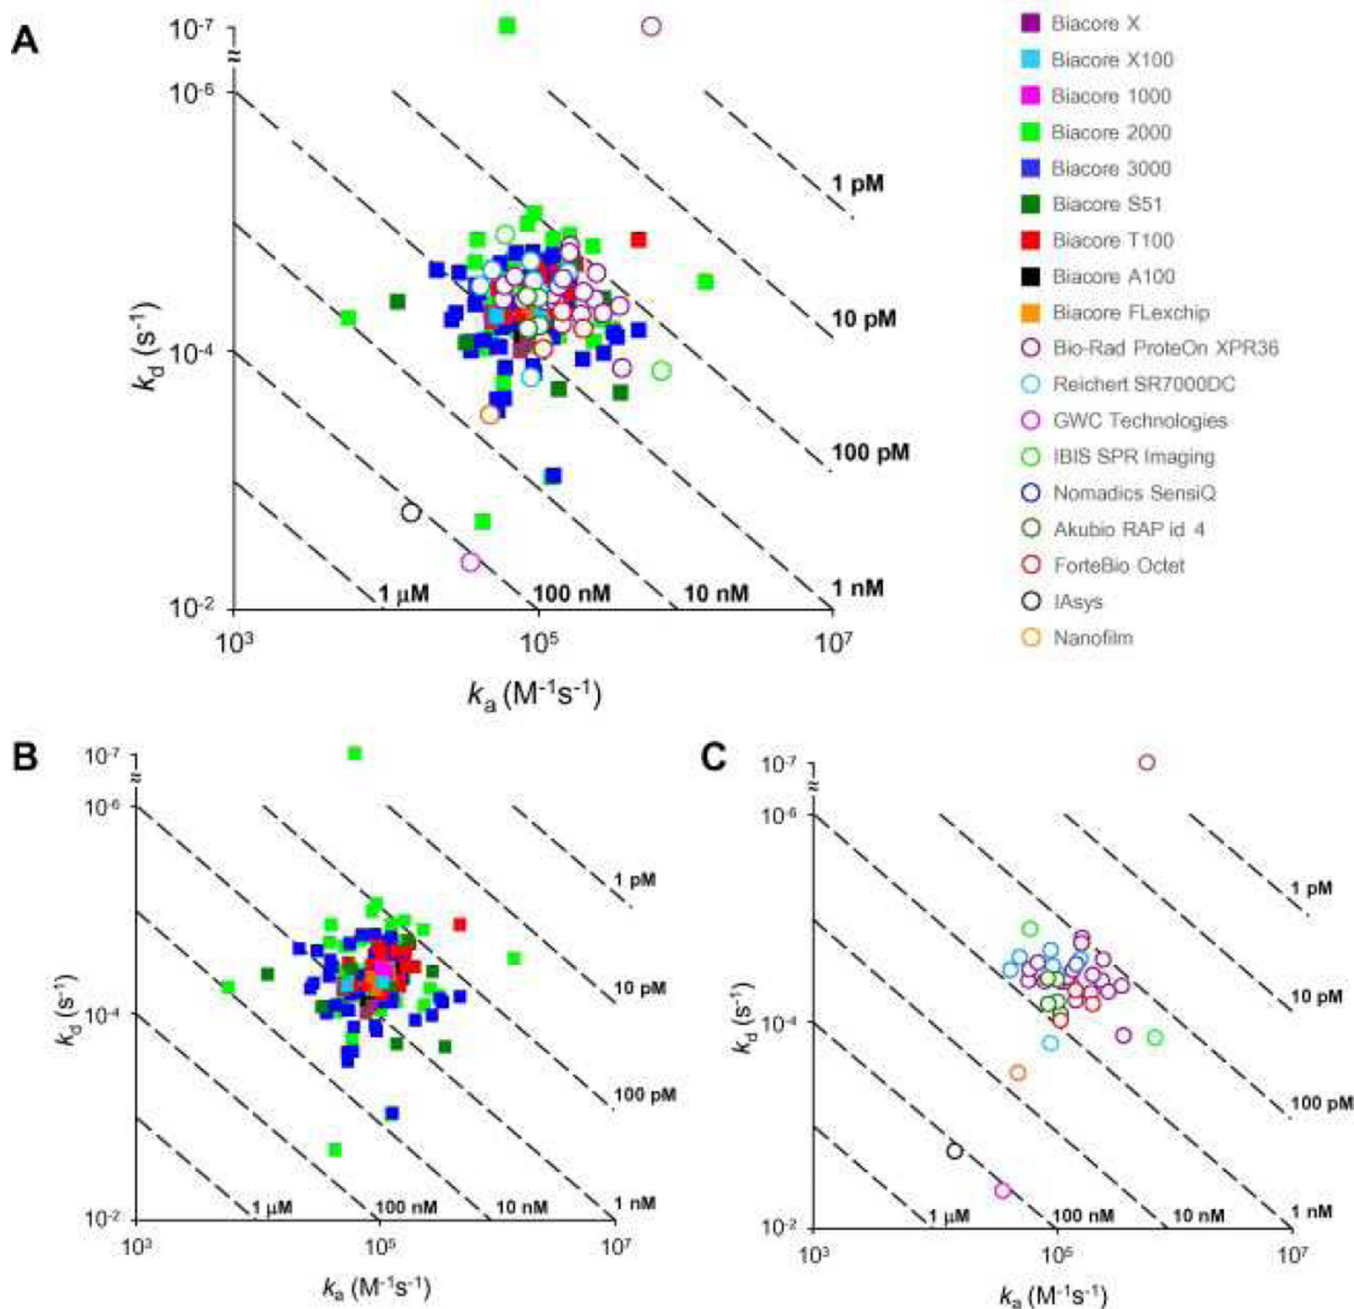 A
10⁻⁷
≈
10⁻⁶
10⁻⁴
10⁻²
k_d (s⁻¹)
1 pM
10 pM
100 pM
1 μM
100 nM
10 nM
1 nM
10³
10⁵
10⁷
k_a (M⁻¹s⁻¹)
Biacore X
Biacore X100
Biacore 1000
Biacore 2000
Biacore 3000
Biacore S51
Biacore T100
Biacore A100
Biacore FLexchip
Bio-Rad ProteOn XPR36
Reichert SR7000DC
GWC Technologies
IBIS SPR Imaging
Nomadics SensiQ
Akubio RAP id 4
ForteBio Octet
IAsys
Nanofilm
B
10⁻⁷
≈
10⁻⁶
10⁻⁴
10⁻²
k_d (s⁻¹)
1 pM
10 pM
100 pM
1 μM
100 nM
10 nM
1 nM
10³
10⁵
10⁷
k_a (M⁻¹s⁻¹)
C
10⁻⁷
≈
10⁻⁶
10⁻⁴
10⁻²
k_d (s⁻¹)
1 pM
10 pM
100 pM
1 μM
100 nM
10 nM
1 nM
10³
10⁵
10⁷
k_a (M⁻¹s⁻¹)